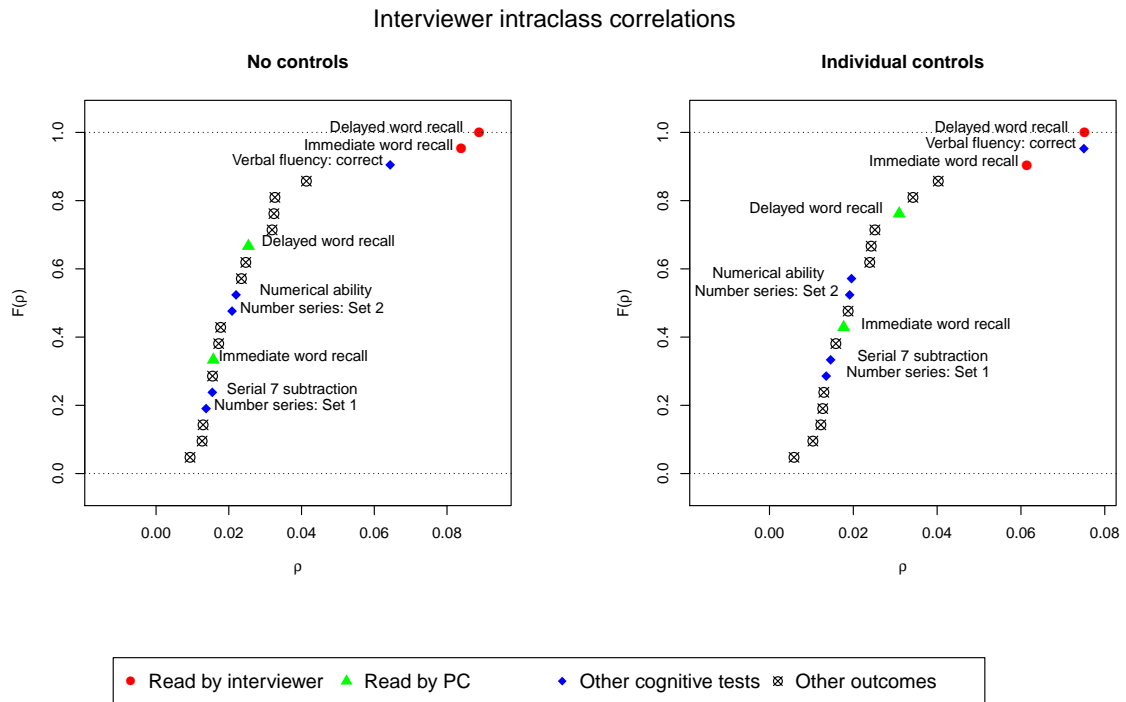 Interviewer intraclass correlations
No controls
F(ρ)
1.0
0.8
0.6
0.4
0.2
0.0
Delayed word recall
Immediate word recall
Verbal fluency: correct
Delayed word recall
Numerical ability
Number series: Set 2
Immediate word recall
Serial 7 subtraction
Number series: Set 1
0.00 0.02 0.04 0.06 0.08
ρ
Individual controls
F(ρ)
1.0
0.8
0.6
0.4
0.2
0.0
Delayed word recall
Verbal fluency: correct
Immediate word recall
Delayed word recall
Numerical ability
Number series: Set 2
Immediate word recall
Serial 7 subtraction
Number series: Set 1
0.00 0.02 0.04 0.06 0.08
ρ
Read by interviewer Read by PC Other cognitive tests Other outcomes